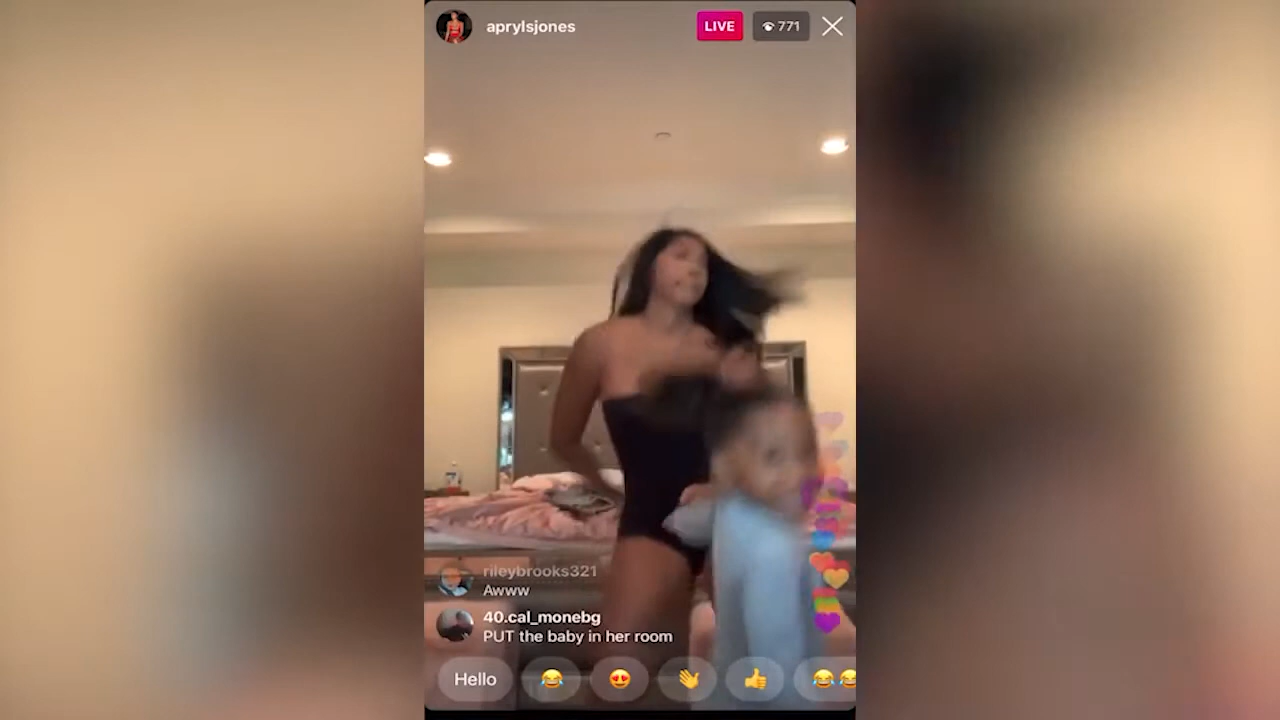 aprylsjones
LIVE
771
rileybrooks321
Awww
40.cal_monebg
PUT the baby in her room
Hello